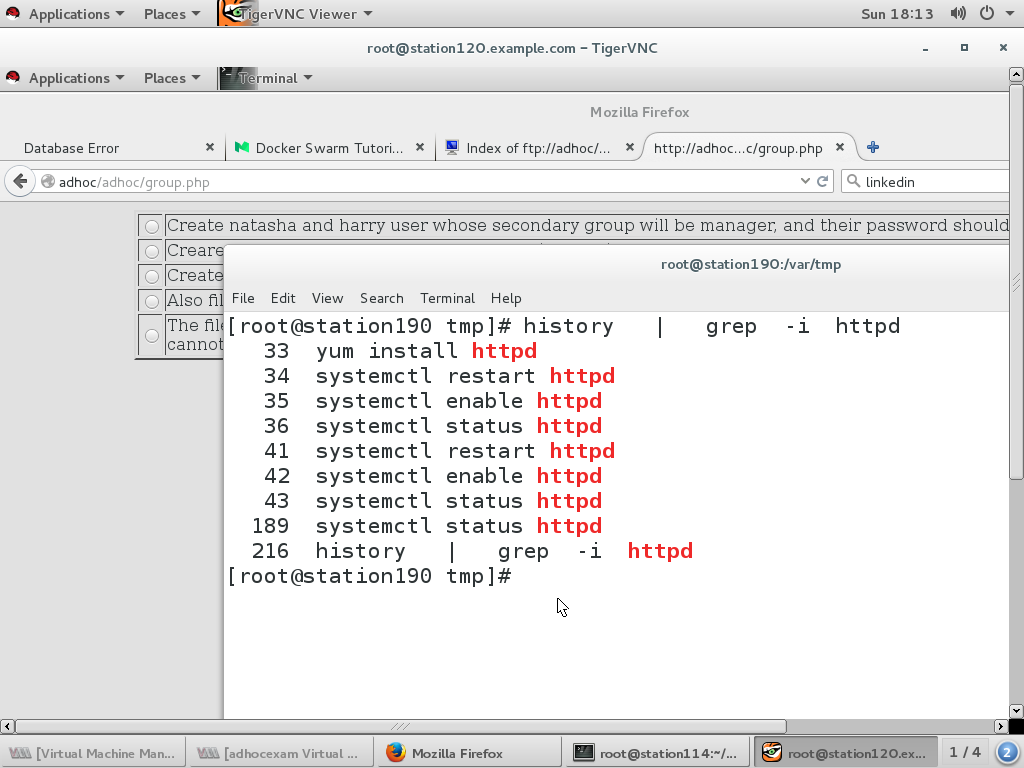 Applications Places TigerVNC Viewer Sun 18:13
root@station120.example.com - TigerVNC
Applications Places Terminal
Mozilla Firefox
Database Error Docker Swarm Tutori... Index of ftp://adhoc/... http://adhoc...c/group.php
adhoc/adhoc/group.php linkedin
Create natasha and harry user whose secondary group will be manager, and their password should
Creare
Create
Also fil
The file
cannot
root@station190:/var/tmp
File Edit View Search Terminal Help
[root@station190 tmp]# history | grep -i httpd
33 yum install httpd
34 systemctl restart httpd
35 systemctl enable httpd
36 systemctl status httpd
41 systemctl restart httpd
42 systemctl enable httpd
43 systemctl status httpd
189 systemctl status httpd
216 history | grep -i httpd
[root@station190 tmp]#
[Virtual Machine Man... [adhocexam Virtual ... Mozilla Firefox root@station114:~/... root@station120.ex... 1 / 4 2